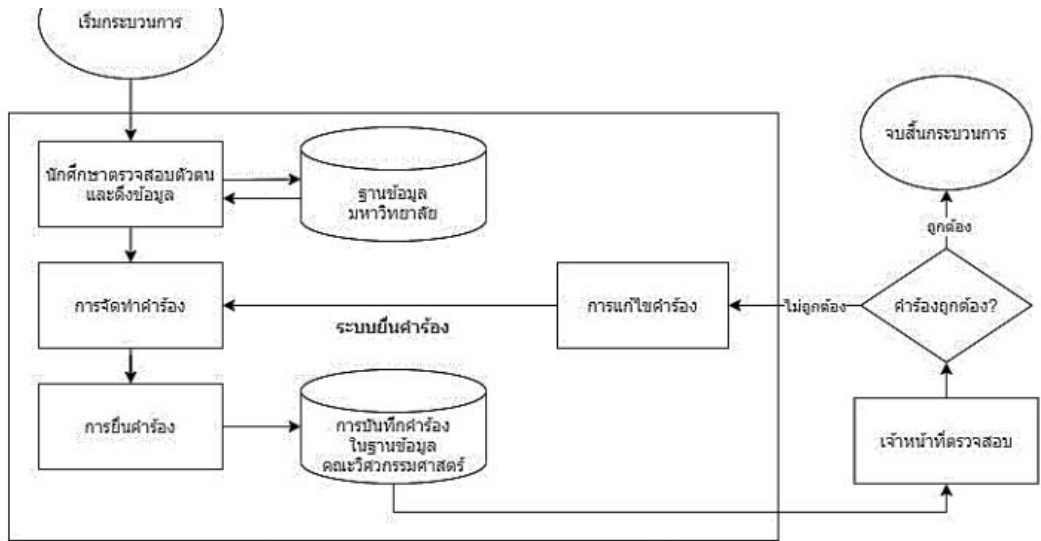 เริ่มกระบวนการ
จบสิ้นกระบวนการ
นักศึกษาตรวจสอบตัวตน
และดึงข้อมูล
ฐานข้อมูล
มหาวิทยาลัย
ถูกต้อง
การจัดทำคำร้อง
การแก้ไขคำร้อง
ไม่ถูกต้อง
คำร้องถูกต้อง?
ระบบยื่นคำร้อง
การยื่นคำร้อง
การบันทึกคำร้อง
ในฐานข้อมูล
คณะวิศวกรรมศาสตร์
เจ้าหน้าที่ตรวจสอบ